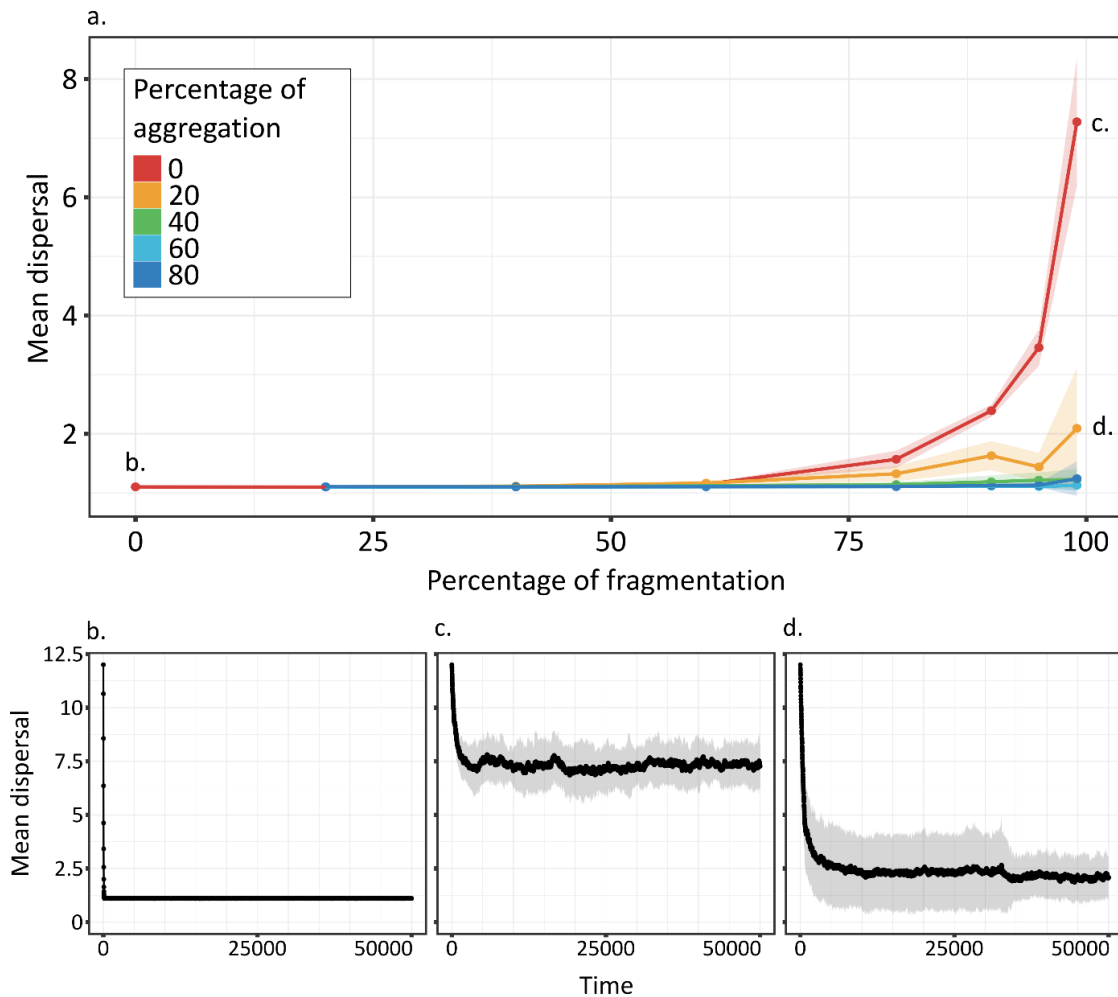 a.
8
6
4
2
Mean dispersal
Percentage of
aggregation
0
20
40
60
80
b.
c.
d.
0
25
50
75
100
Percentage of fragmentation
b.
c.
d.
12.5
10
7.5
5
2.5
0
Mean dispersal
0
25000
50000
0
25000
50000
0
25000
50000
Time